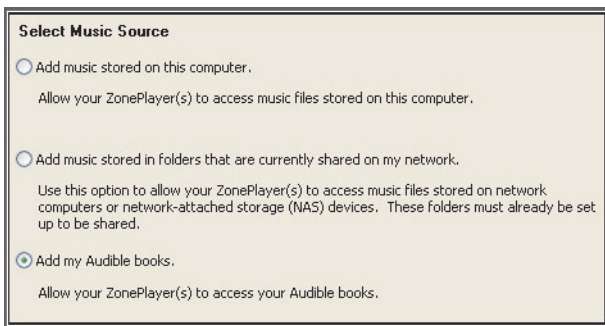 Select Music Source
Add music stored on this computer.
Allow your ZonePlayer(s) to access music files stored on this computer.
Add music stored in folders that are currently shared on my network.
Use this option to allow your ZonePlayer(s) to access music files stored on network
computers or network-attached storage (NAS) devices.  These folders must already be set
up to be shared.
Add my Audible books.
Allow your ZonePlayer(s) to access your Audible books.